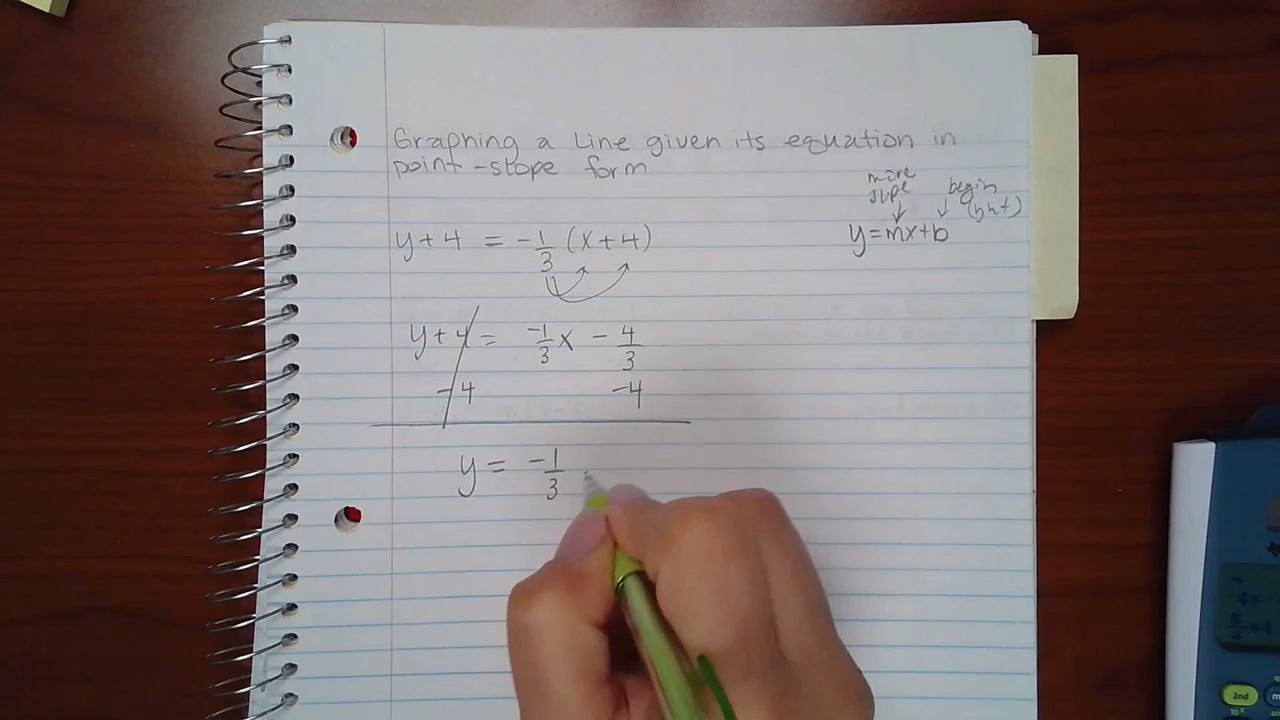 Graphing a Line given its equation in
point-slope form
more
slope
begin
(y int)
y=mx+b
y+4 = -1/3 (x+4)
y+4 = -1/3 x - 4/3
-4 -4
y = -1/3
2nd